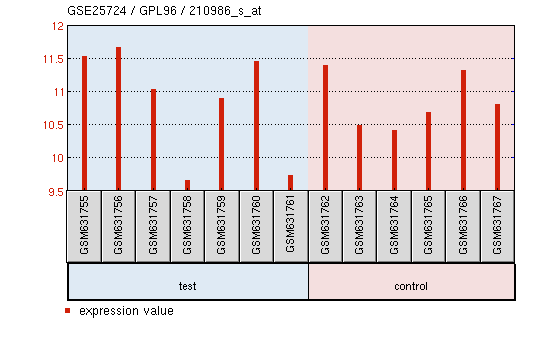 GSE25724 / GPL96 / 210986_s_at
12
11.5
11
10.5
10
9.5
GSM631755
GSM631756
GSM631757
GSM631758
GSM631759
GSM631760
GSM631761
GSM631762
GSM631763
GSM631764
GSM631765
GSM631766
GSM631767
test
control
expression value